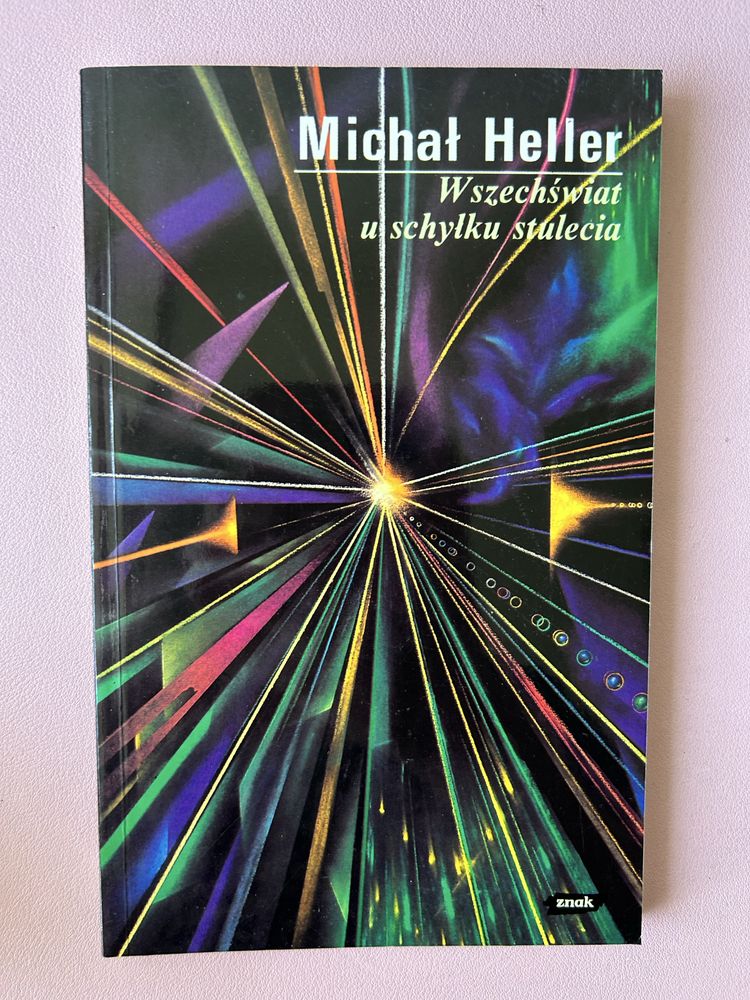 Michał Heller
Wszechświat
u schyłku stulecia
znak